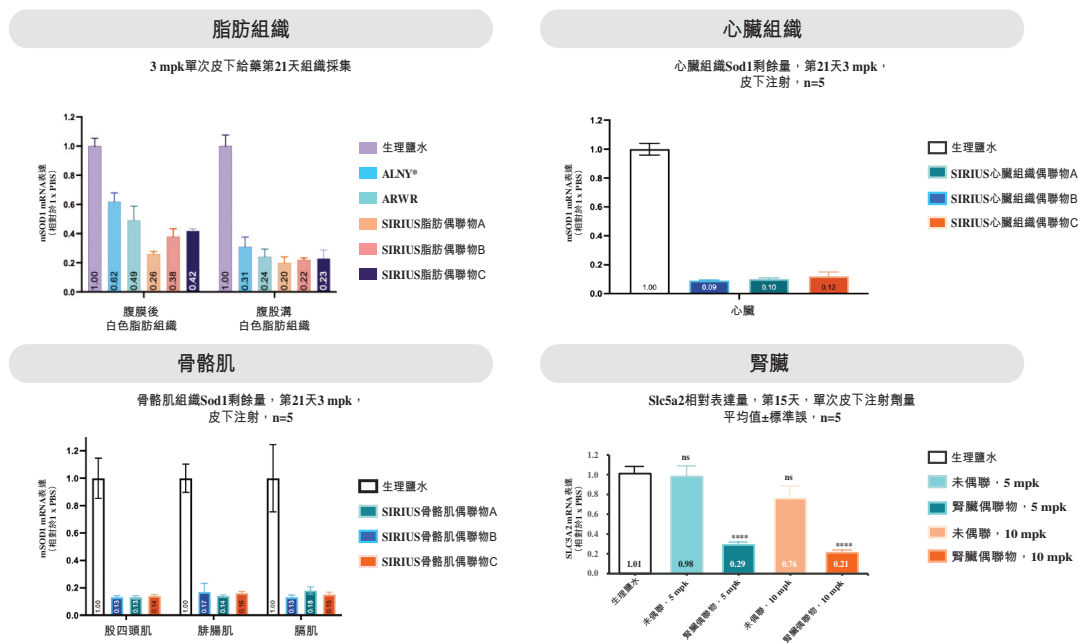 脂肪組織
3 mpk單次皮下給藥第21天組織採集
mSOD1 mRNA表達
（相對於1 x PBS）
1.2
1.0
0.8
0.6
0.4
0.2
0.0
1.00
0.62
0.49
0.26
0.38
0.42
1.00
0.31
0.24
0.20
0.22
0.23
腹膜後
白色脂肪組織
腹股溝
白色脂肪組織
生理鹽水
ALNY*
ARWR
SIRIUS脂肪偶聯物A
SIRIUS脂肪偶聯物B
SIRIUS脂肪偶聯物C
心臟組織
心臟組織Sod1剩餘量，第21天3 mpk，
皮下注射，n=5
mSOD1 mRNA表達
（相對於1 x PBS）
1.2
1.0
0.8
0.6
0.4
0.2
0.0
1.00
0.09
0.10
0.12
心臟
生理鹽水
SIRIUS心臟組織偶聯物A
SIRIUS心臟組織偶聯物B
SIRIUS心臟組織偶聯物C
骨骼肌
骨骼肌組織Sod1剩餘量，第21天3 mpk，
皮下注射，n=5
mSOD1 mRNA表達
（相對於1 x PBS）
1.2
1.0
0.8
0.6
0.4
0.2
0.0
1.00
0.13
0.13
0.14
1.00
0.17
0.14
0.16
1.00
0.13
0.18
0.15
股四頭肌
腓腸肌
膈肌
生理鹽水
SIRIUS骨骼肌偶聯物A
SIRIUS骨骼肌偶聯物B
SIRIUS骨骼肌偶聯物C
腎臟
Slc5a2相對表達量，第15天，單次皮下注射劑量
平均值±標準誤，n=5
SLC5A2 mRNA表達
（相對於1 x PBS）
1.2
1.0
0.8
0.6
0.4
0.2
0.0
ns
****
ns
****
1.01
0.98
0.29
0.76
0.21
生理鹽水
未偶聯，5 mpk
腎臟偶聯物，5 mpk
未偶聯，10 mpk
腎臟偶聯物，10 mpk
生理鹽水
未偶聯，5 mpk
腎臟偶聯物，5 mpk
未偶聯，10 mpk
腎臟偶聯物，10 mpk